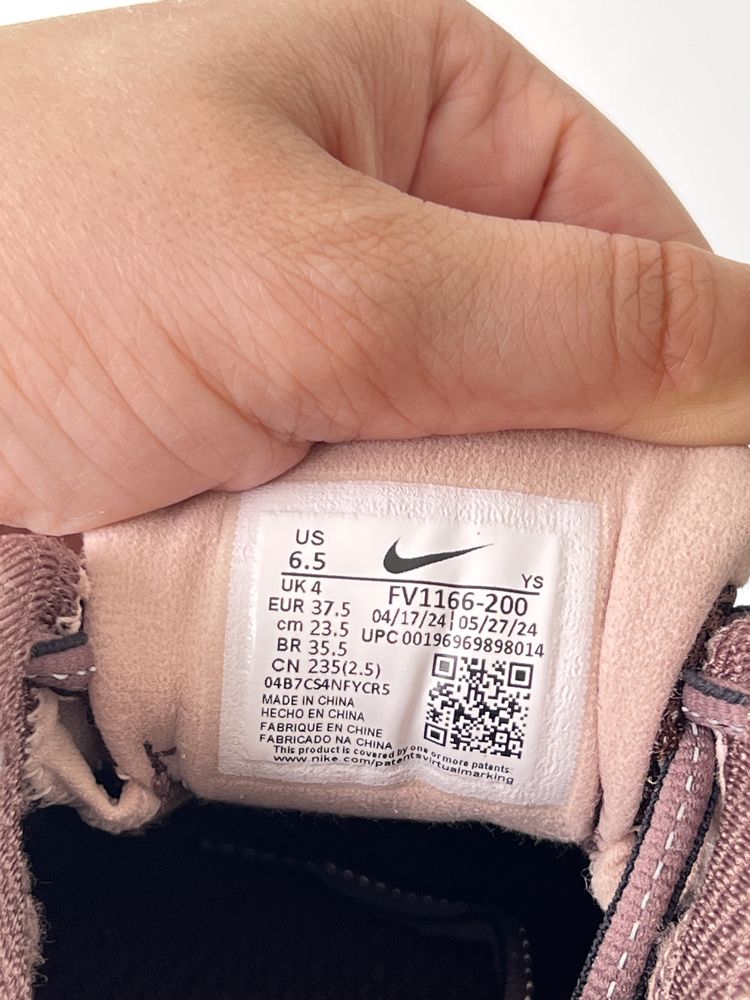 US
6.5
YS
UK 4
FV1166-200
EUR 37.5
04/17/24 05/27/24
cm 23.5
UPC 00196969898014
BR 35.5
CN 235(2.5)
04B7CS4NFYCR5
MADE IN CHINA
HECHO EN CHINA
FABRIQUE EN CHINE
FABRICADO NA CHINA
This product is covered by one or more patents:
www.nike.com/patentsvirtualmarking